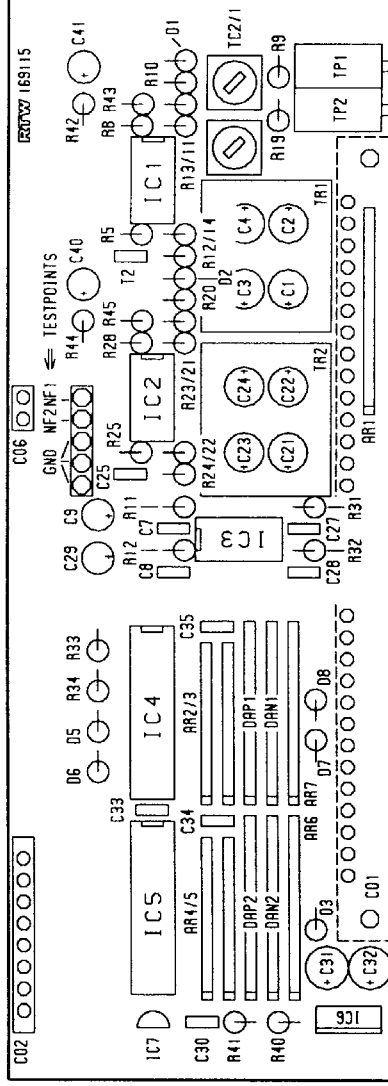 C02
C06
RTW 169115
NF2 NF1
GND
← TESTPOINTS
C29
C9
R44
C40
R42
C41
D6
D5
R34
R33
C25
R25
R28
R45
T2
R5
R8
R43
R10
D1
TC2/1
IC7
IC5
C33
IC4
R12
R11
IC2
IC1
C8
C7
R24/22
R23/21
R20
R12/14
R13/11
D2
R19
R9
C30
AR4/5
C34
AR2/3
C35
IC3
+C23
C24+
+C3
C4+
R41
DAP2
DAP1
R40
DAN2
DAN1
+C21
C22+
+C1
C2+
TP2
TP1
TR2
TR1
IC6
+C31
D3
AR6
AR7
D7
D8
C28
C27
R32
R31
+C32
C01
AR1